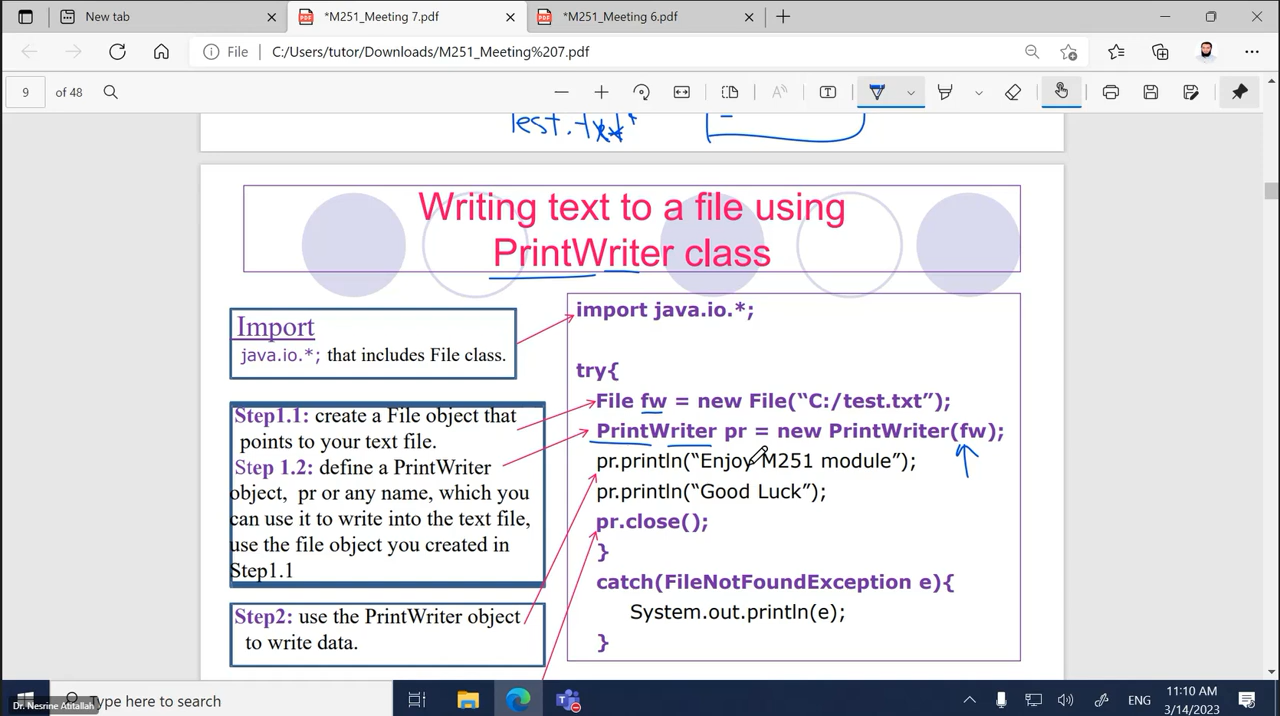 New tab
*M251_Meeting 7.pdf
*M251_Meeting 6.pdf
File
C:/Users/tutor/Downloads/M251_Meeting%207.pdf
9 of 48
Test.txt
Writing text to a file using
PrintWriter class
Import
java.io.*; that includes File class.
Step1.1: create a File object that
points to your text file.
Step 1.2: define a PrintWriter
object, pr or any name, which you
can use it to write into the text file,
use the file object you created in
Step1.1
Step2: use the PrintWriter object
to write data.
import java.io.*;
try{
File fw = new File(“C:/test.txt”);
PrintWriter pr = new PrintWriter(fw);
pr.println(“Enjoy M251 module”);
pr.println(“Good Luck”);
pr.close();
}
catch(FileNotFoundException e){
System.out.println(e);
}
Type here to search
Dr. Nesrine Atitallah
ENG
11:10 AM
3/14/2023